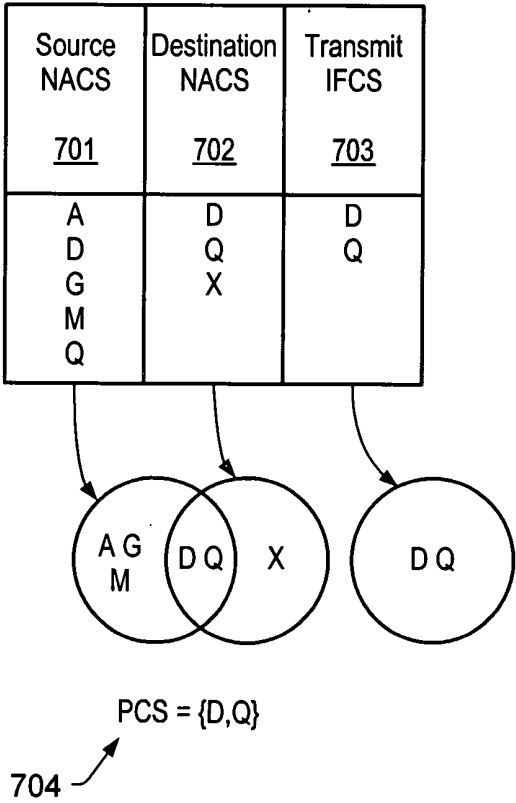 Source
NACS
701
Destination
NACS
702
Transmit
IFCS
703
A
D
G
M
Q
D
Q
X
D
Q
A G
M
D Q
X
D Q
PCS = {D,Q}
704